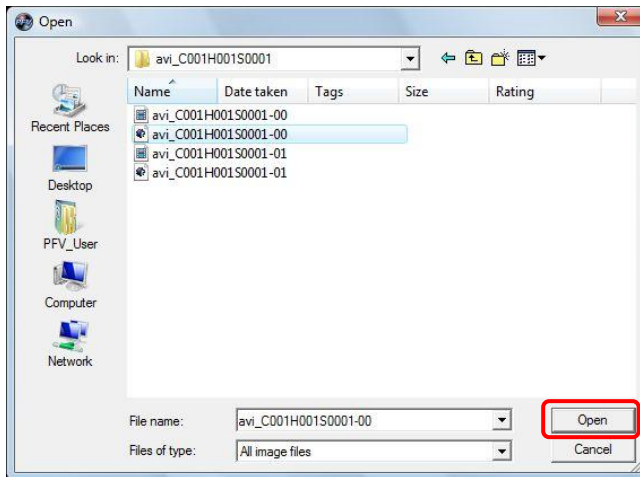 Open
Look in: avi_C001H001S0001
Name Date taken Tags Size Rating
avi_C001H001S0001-00
avi_C001H001S0001-00
avi_C001H001S0001-01
avi_C001H001S0001-01
Recent Places
Desktop
PFV_User
Computer
Network
File name: avi_C001H001S0001-00 Open
Files of type: All image files Cancel